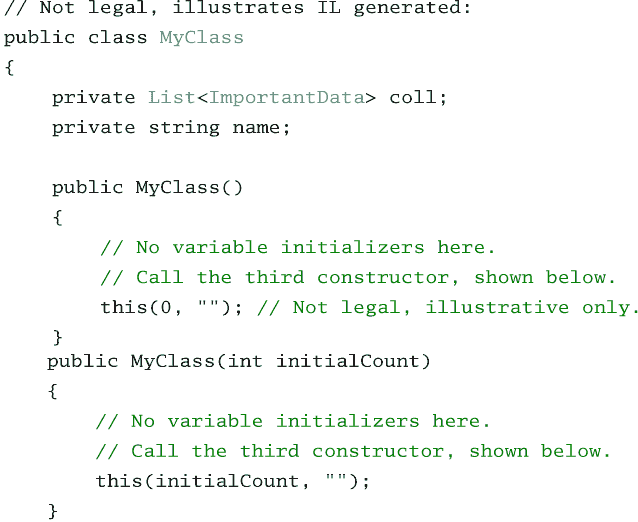 // Not legal, illustrates IL generated:
public class MyClass
{
    private List<ImportantData> coll;
    private string name;

    public MyClass()
    {
        // No variable initializers here.
        // Call the third constructor, shown below.
        this(0, ""); // Not legal, illustrative only.
    }
    public MyClass(int initialCount)
    {
        // No variable initializers here.
        // Call the third constructor, shown below.
        this(initialCount, "");
    }